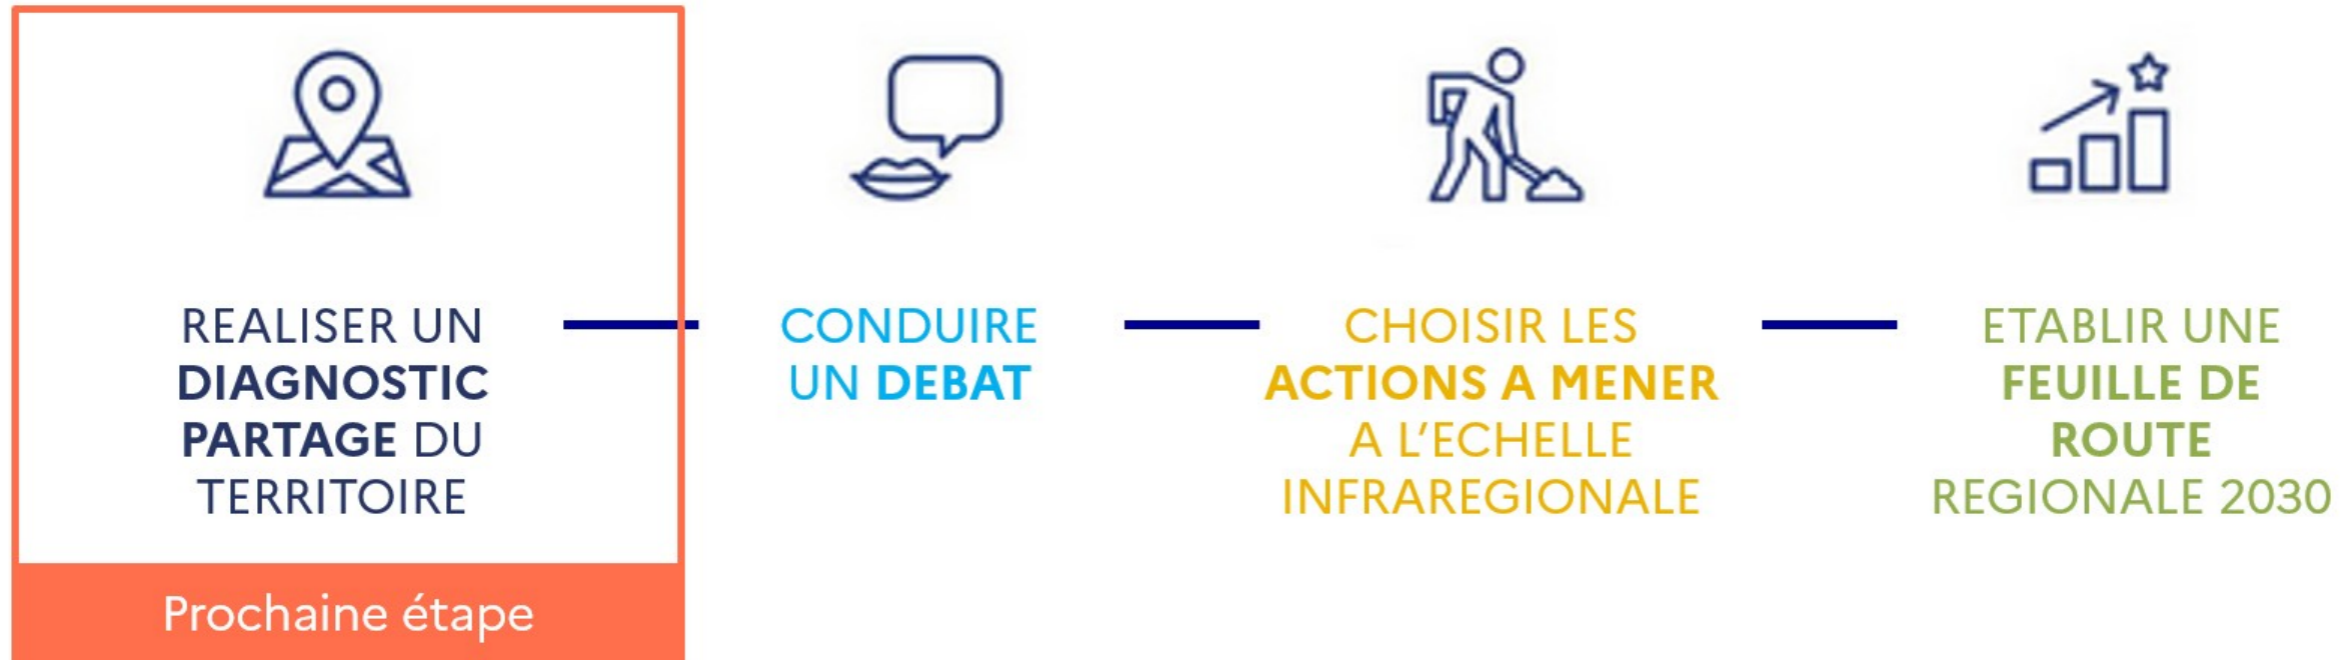 REALISER UN
DIAGNOSTIC
PARTAGE DU
TERRITOIRE
Prochaine étape
CONDUIRE
UN DEBAT
CHOISIR LES
ACTIONS A MENER
A L’ECHELLE
INFRAREGIONALE
ETABLIR UNE
FEUILLE DE
ROUTE
REGIONALE 2030